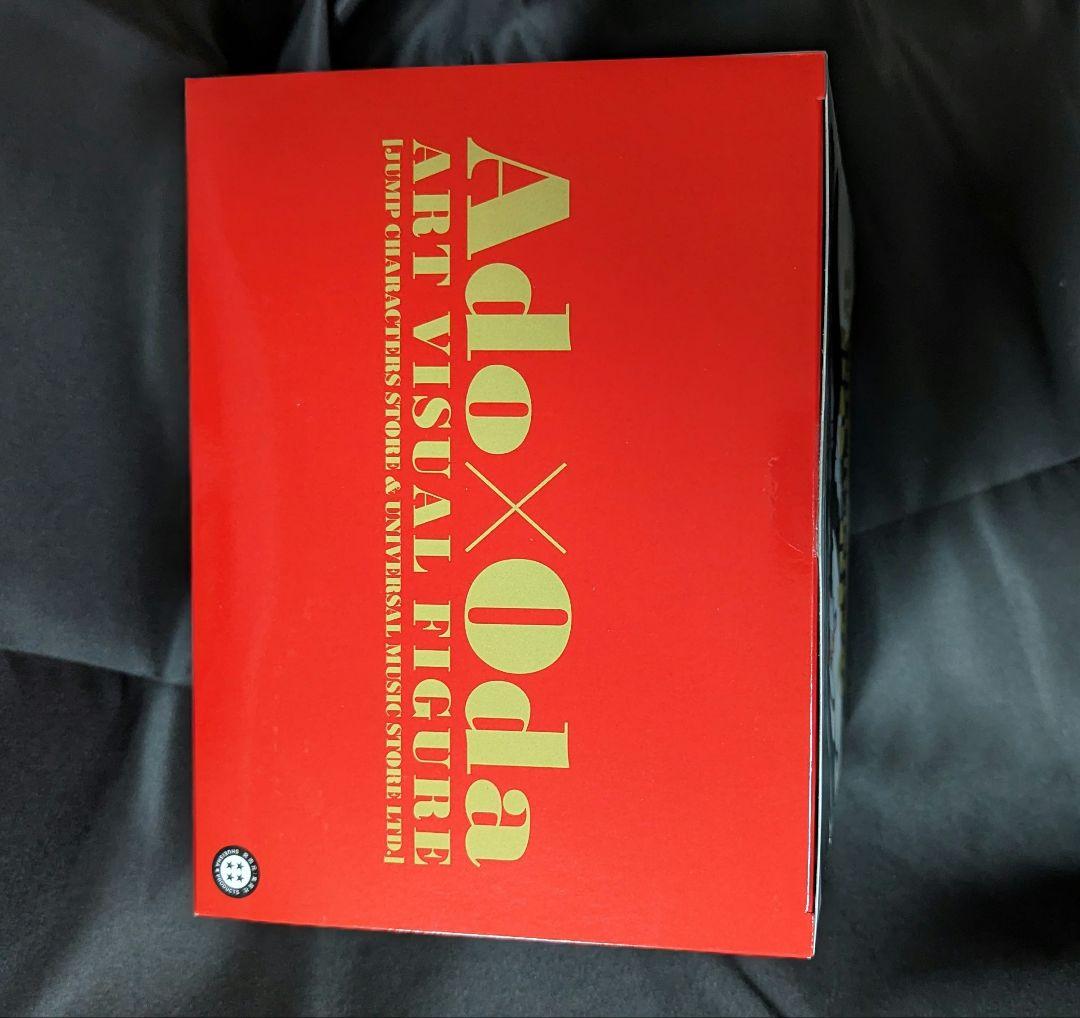 Ado×Oda
ART VISUAL FIGURE
[JUMP CHARACTERS STORE & UNIVERSAL MUSIC STORE LTD.]